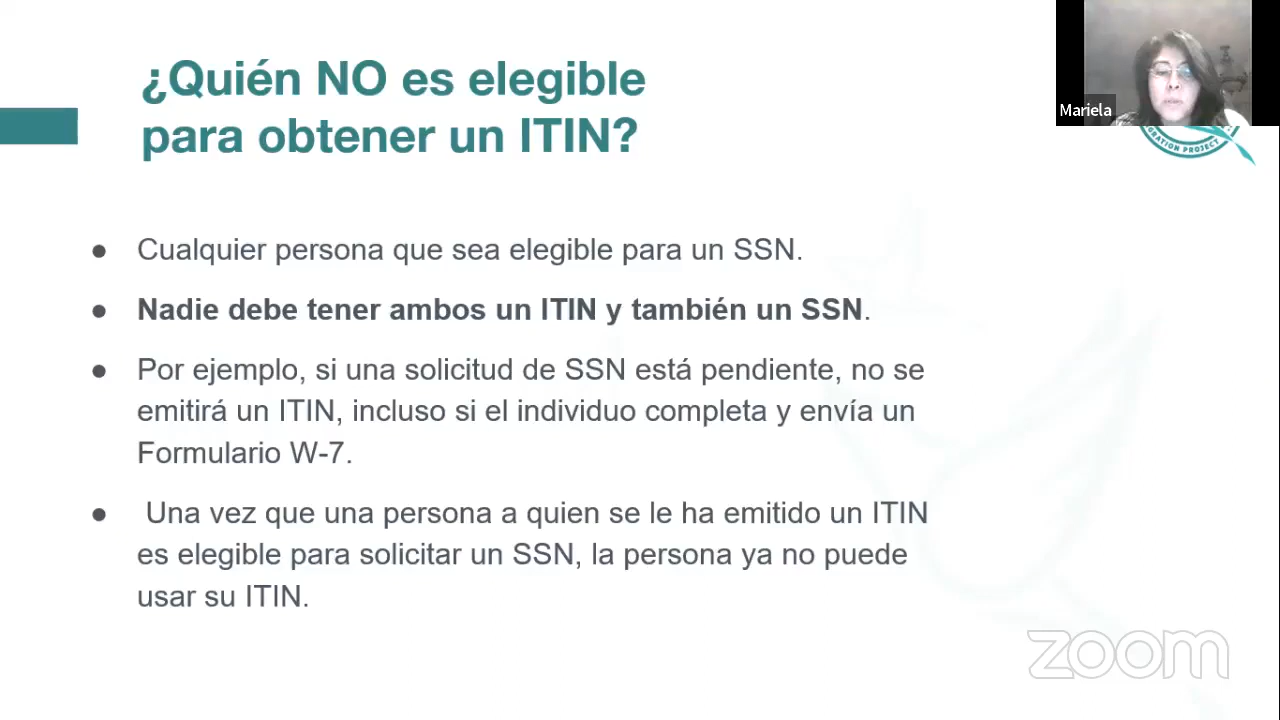 ¿Quién NO es elegible
para obtener un ITIN?
Mariela
GRATION PROJECT
● Cualquier persona que sea elegible para un SSN.
● Nadie debe tener ambos un ITIN y también un SSN.
● Por ejemplo, si una solicitud de SSN está pendiente, no se
emitirá un ITIN, incluso si el individuo completa y envía un
Formulario W-7.
● Una vez que una persona a quien se le ha emitido un ITIN
es elegible para solicitar un SSN, la persona ya no puede
usar su ITIN.
zoom